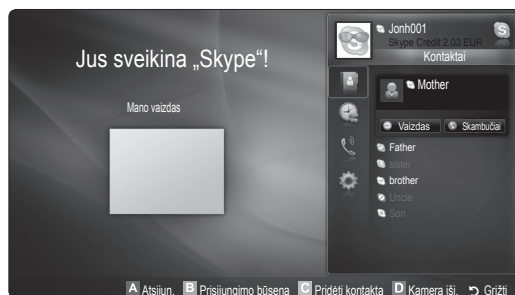 Jus sveikina „Skype“!
Mano vaizdas
Jonh001
Skype Credit 2.03 EUR
Kontaktai
Mother
Vaizdas
Skambučiai
Father
sister
brother
Uncle
Son
A Atsijun. B Prisijungimo būsena C Pridėti kontaktą D Kamera išj. Grįžti